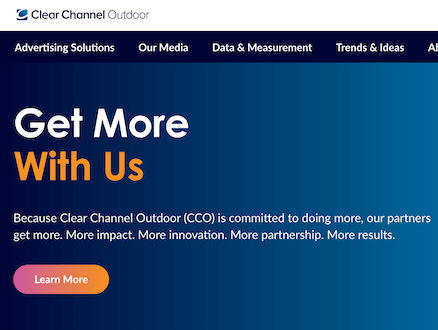 Clear Channel Outdoor
Advertising Solutions Our Media Data & Measurement Trends & Ideas
Get More
With Us
Because Clear Channel Outdoor (CCO) is committed to doing more, our partners
get more. More impact. More innovation. More partnership. More results.
Learn More